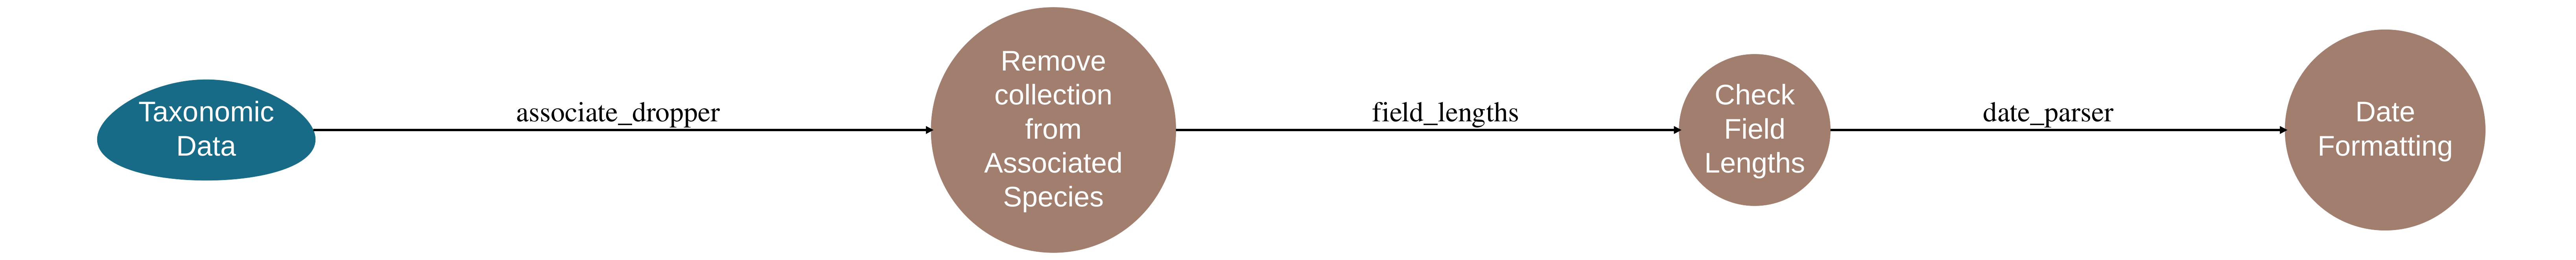 Taxonomic
Data
associate_dropper
Remove
collection
from
Associated
Species
field_lengths
Check
Field
Lengths
date_parser
Date
Formatting